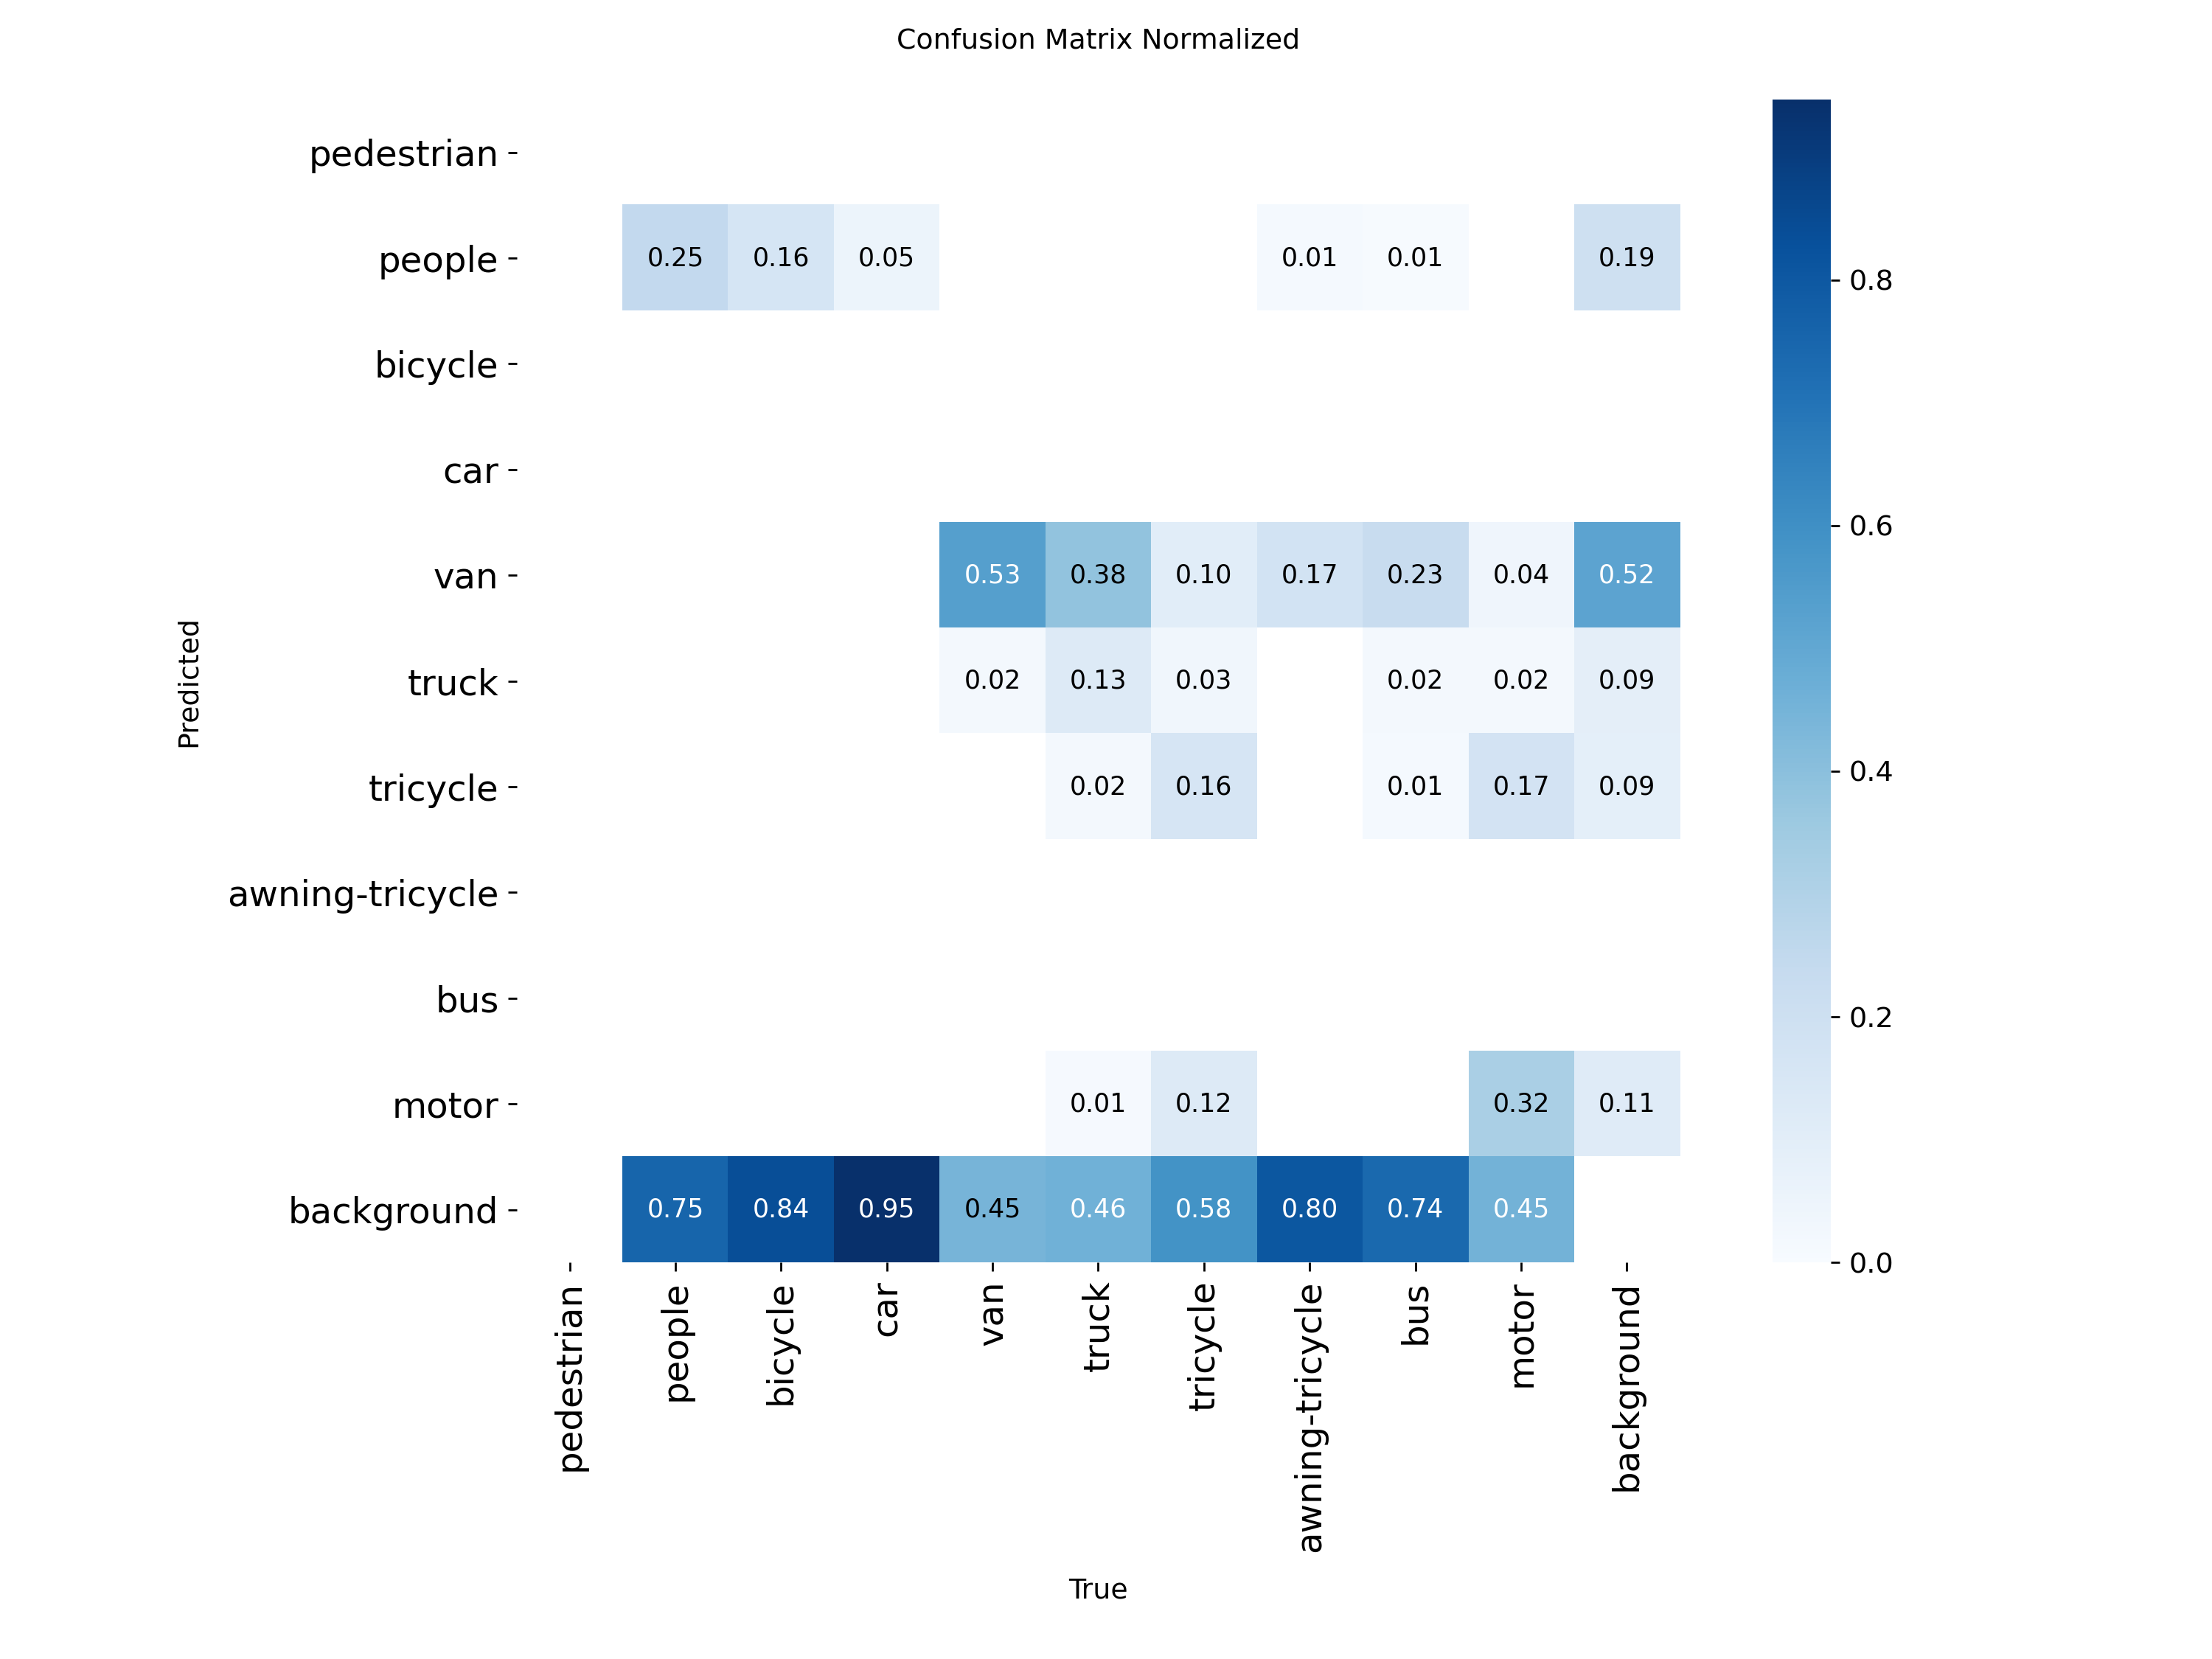 Confusion Matrix Normalized
pedestrian
people 0.25 0.16 0.05 0.01 0.01 0.19
bicycle
car
van 0.53 0.38 0.10 0.17 0.23 0.04 0.52
truck 0.02 0.13 0.03 0.02 0.02 0.09
tricycle 0.02 0.16 0.01 0.17 0.09
awning-tricycle
bus
motor 0.01 0.12 0.32 0.11
background 0.75 0.84 0.95 0.45 0.46 0.58 0.80 0.74 0.45
Predicted
pedestrian
people
bicycle
car
van
truck
tricycle
awning-tricycle
bus
motor
background
True
0.8
0.6
0.4
0.2
0.0